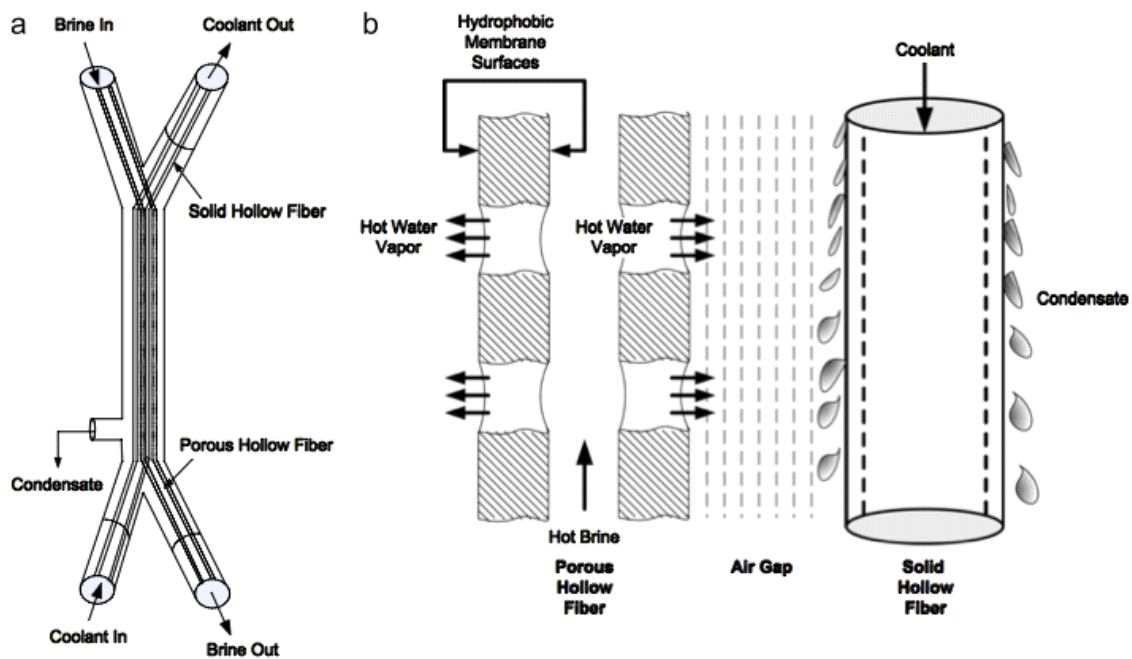 a
Brine In
Coolant Out
Solid Hollow Fiber
Porous Hollow Fiber
Condensate
Coolant In
Brine Out
b
Hydrophobic
Membrane
Surfaces
Coolant
Hot Water
Vapor
Hot Water
Vapor
Condensate
Hot Brine
Porous
Hollow
Fiber
Air Gap
Solid
Hollow
Fiber